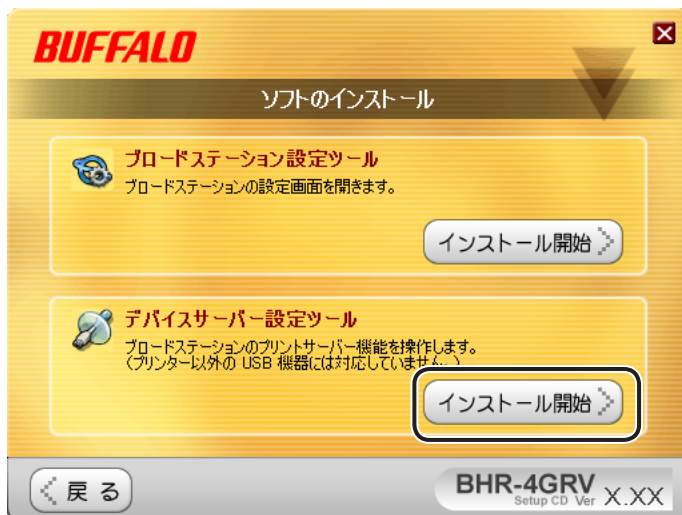 BUFFALO
ソフトのインストール
ブロードステーション設定ツール
ブロードステーションの設定画面を開きます。
インストール開始
デバイスサーバー設定ツール
ブロードステーションのプリントサーバー機能を操作します。
（プリンター以外の USB 機器には対応していません。）
インストール開始
戻る
BHR-4GRV
Setup CD Ver X.XX